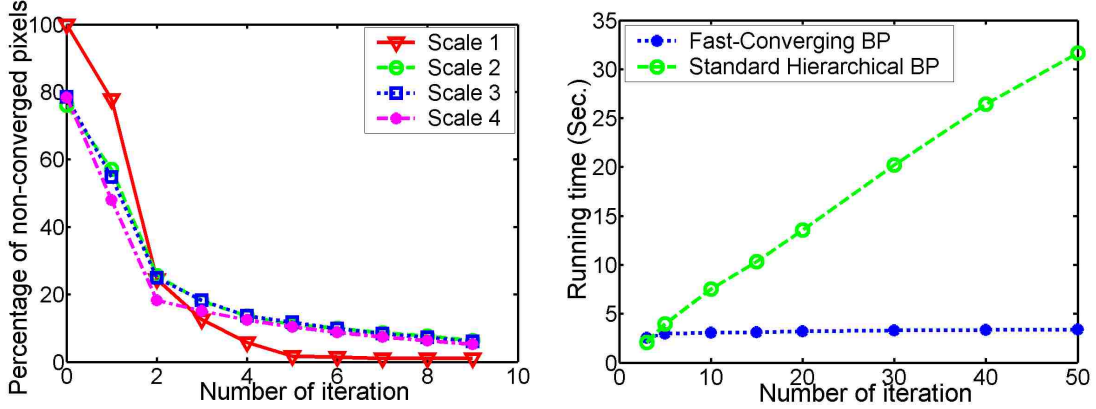 Percentage of non-converged pixels
100
80
60
40
20
0
0
2
4
6
8
10
Number of iteration
Scale 1
Scale 2
Scale 3
Scale 4
Running time (Sec.)
35
30
25
20
15
10
5
0
0
10
20
30
40
50
Number of iteration
Fast-Converging BP
Standard Hierarchical BP